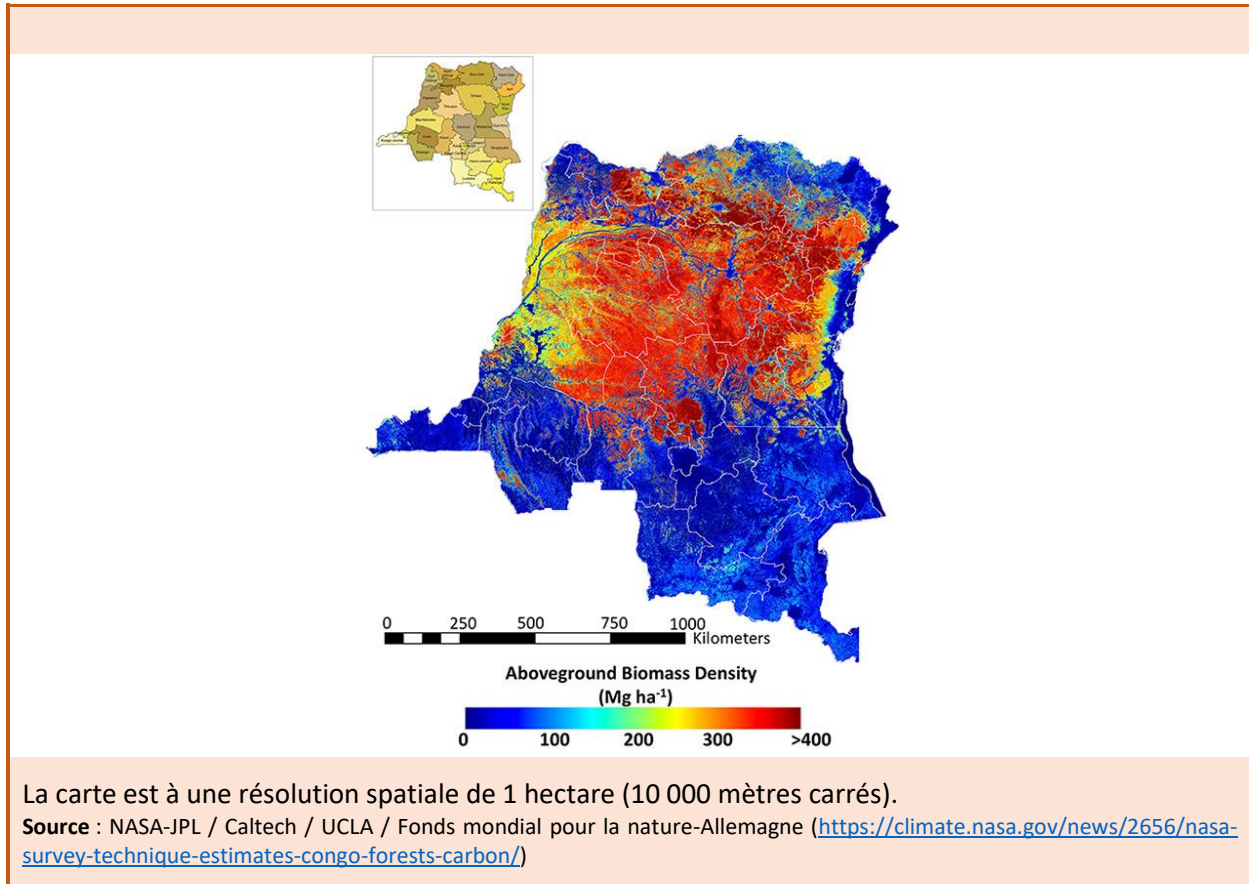 0 250 500 750 1000
Kilometers
Aboveground Biomass Density
(Mg ha⁻¹)
0 100 200 300 >400
La carte est à une résolution spatiale de 1 hectare (10 000 mètres carrés).
Source : NASA-JPL / Caltech / UCLA / Fonds mondial pour la nature-Allemagne (https://climate.nasa.gov/news/2656/nasa-
survey-technique-estimates-congo-forests-carbon/)